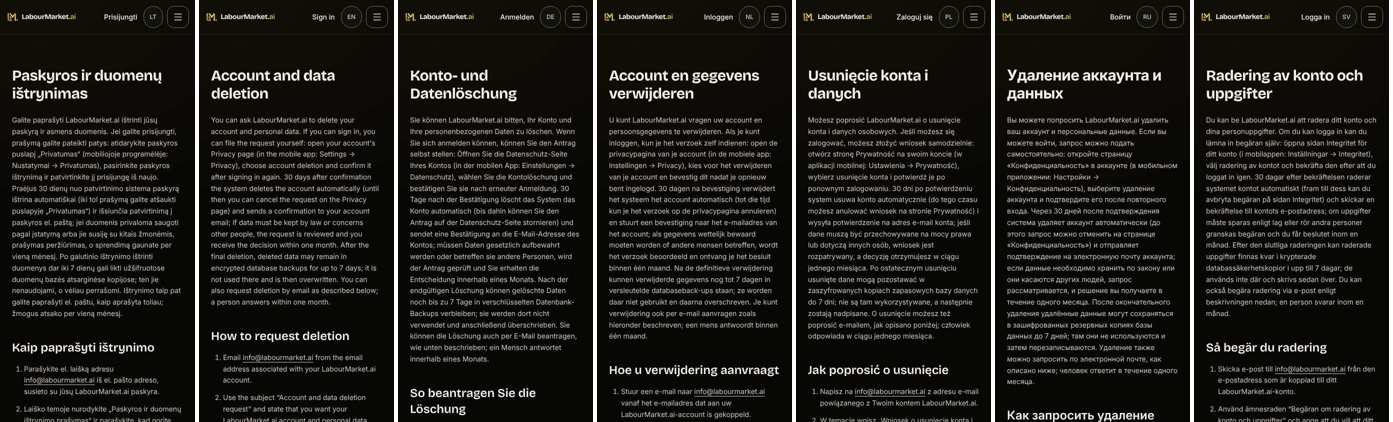 LabourMarket.ai Prisijungti LT
Paskyros ir duomenų
ištrynimas
Galite paprašyti LabourMarket.ai ištrinti jūsų
paskyrą ir asmens duomenis. Jei galite prisijungti,
prašymą galite pateikti patys: atidarykite paskyros
puslapį „Privatumas“ (mobiliojoje programėlėje:
Nustatymai → Privatumas), pasirinkite paskyros
ištrynimą ir patvirtinkite jį prisijungę iš naujo.
Praėjus 30 dienų nuo patvirtinimo sistema paskyrą
ištrina automatiškai (iki tol prašymą galite atšaukti
puslapyje „Privatumas“) ir išsiunčia patvirtinimą į
paskyros el. paštą; jei duomenis privaloma saugoti
pagal įstatymą arba jie susiję su kitais žmonėmis,
prašymas peržiūrimas, o sprendimą gaunate per
vieną mėnesį. Po galutinio ištrynimo ištrinti
duomenys dar iki 7 dienų gali likti užšifruotose
duomenų bazės atsarginėse kopijose; ten jie
nenaudojami, o vėliau perrašomi. Ištrynimo taip pat
galite paprašyti el. paštu, kaip aprašyta toliau;
žmogus atsako per mėnesį.
Kaip paprašyti ištrynimo
1. Parašykite el. laišką adresu
info@labourmarket.ai iš el. pašto adreso,
susieto su jūsų LabourMarket.ai paskyra.
2. Laiško temoje nurodykite „Paskyros ir duomenų
ištrynimo prašymas“ ir parašykite, kad
LabourMarket.ai Sign in EN
Account and data
deletion
You can ask LabourMarket.ai to delete your
account and personal data. If you can sign in, you
can file the request yourself: open your account's
Privacy page (in the mobile app: Settings →
Privacy), choose account deletion and confirm it
after signing in again. 30 days after confirmation
the system deletes the account automatically (until
then you can cancel the request on the Privacy
page) and sends a confirmation to your account
email; if data must be kept by law or concerns
other people, the request is reviewed and you
receive the decision within one month. After the
final deletion, deleted data may remain in
encrypted database backups for up to 7 days; it is
not used there and is then overwritten. You can
also request deletion by email as described below;
a person answers within one month.
How to request deletion
1. Email info@labourmarket.ai from the email
address associated with your LabourMarket.ai
account.
2. Use the subject “Account and data deletion
request” and state that you want your
LabourMarket.ai account and personal data
LabourMarket.ai Anmelden DE
Konto- und
Datenlöschung
Sie können LabourMarket.ai bitten, Ihr Konto und
Ihre personenbezogenen Daten zu löschen. Wenn
Sie sich anmelden können, können Sie den Antrag
selbst stellen: Öffnen Sie die Datenschutz-Seite
Ihres Kontos (in der mobilen App: Einstellungen →
Datenschutz), wählen Sie die Kontolöschung und
bestätigen Sie sie nach erneuter Anmeldung. 30
Tage nach der Bestätigung löscht das System das
Konto automatisch (bis dahin können Sie den
Antrag auf der Datenschutz-Seite stornieren) und
sendet eine Bestätigung an die E-Mail-Adresse des
Kontos; müssen Daten gesetzlich aufbewahrt
werden oder betreffen sie andere Personen, wird
der Antrag geprüft und Sie erhalten die
Entscheidung innerhalb eines Monats. Nach der
endgültigen Löschung können gelöschte Daten
noch bis zu 7 Tage in verschlüsselten Datenbank-
Backups verbleiben; sie werden dort nicht
verwendet und anschließend überschrieben. Sie
können die Löschung auch per E-Mail beantragen,
wie unten beschrieben; ein Mensch antwortet
innerhalb eines Monats.
So beantragen Sie die
Löschung
LabourMarket.ai Inloggen NL
Account en gegevens
verwijderen
U kunt LabourMarket.ai vragen uw account en
persoonsgegevens te verwijderen. Als je kunt
inloggen, kun je het verzoek zelf indienen: open de
privacypagina van je account (in de mobiele app:
Instellingen → Privacy), kies voor het verwijderen
van je account en bevestig dit nadat je opnieuw
bent ingelogd. 30 dagen na bevestiging verwijdert
het systeem het account automatisch (tot die tijd
kun je het verzoek op de privacypagina annuleren)
en stuurt een bevestiging naar het e-mailadres van
het account; als gegevens wettelijk bewaard
moeten worden of andere mensen betreffen, wordt
het verzoek beoordeeld en ontvang je het besluit
binnen één maand. Na de definitieve verwijdering
kunnen verwijderde gegevens nog tot 7 dagen in
versleutelde databaseback-ups staan; ze worden
daar niet gebruikt en daarna overschreven. Je kunt
verwijdering ook per e-mail aanvragen zoals
hieronder beschreven; een mens antwoordt binnen
één maand.
Hoe u verwijdering aanvraagt
1. Stuur een e-mail naar info@labourmarket.ai
vanaf het e-mailadres dat aan uw
LabourMarket.ai-account is gekoppeld.
LabourMarket.ai Zaloguj się PL
Usunięcie konta i
danych
Możesz poprosić LabourMarket.ai o usunięcie
konta i danych osobowych. Jeśli możesz się
zalogować, możesz złożyć wniosek samodzielnie:
otwórz stronę Prywatność na swoim koncie (w
aplikacji mobilnej: Ustawienia → Prywatność),
wybierz usunięcie konta i potwierdź je po
ponownym zalogowaniu. 30 dni po potwierdzeniu
system usuwa konto automatycznie (do tego czasu
możesz anulować wniosek na stronie Prywatność) i
wysyła potwierdzenie na adres e-mail konta; jeśli
dane muszą być przechowywane na mocy prawa
lub dotyczą innych osób, wniosek jest
rozpatrywany, a decyzję otrzymujesz w ciągu
jednego miesiąca. Po ostatecznym usunięciu
usunięte dane mogą pozostawać w
zaszyfrowanych kopiach zapasowych bazy danych
do 7 dni; nie są tam wykorzystywane, a następnie
zostają nadpisane. O usunięcie możesz też
poprosić e-mailem, jak opisano poniżej; człowiek
odpowiada w ciągu jednego miesiąca.
Jak poprosić o usunięcie
1. Napisz na info@labourmarket.ai z adresu e-mail
powiązanego z Twoim kontem LabourMarket.ai.
2. W temacie wpisz „Wniosek o usunięcie konta i
LabourMarket.ai Войти RU
Удаление аккаунта и
данных
Вы можете попросить LabourMarket.ai удалить
ваш аккаунт и персональные данные. Если вы
можете войти, запрос можно подать
самостоятельно: откройте страницу
«Конфиденциальность» в аккаунте (в мобильном
приложении: Настройки →
Конфиденциальность), выберите удаление
аккаунта и подтвердите его после повторного
входа. Через 30 дней после подтверждения
система удаляет аккаунт автоматически (до
этого запрос можно отменить на странице
«Конфиденциальность») и отправляет
подтверждение на электронную почту аккаунта;
если данные необходимо хранить по закону или
они касаются других людей, запрос
рассматривается, и решение вы получаете в
течение одного месяца. После окончательного
удаления удалённые данные могут сохраняться
в зашифрованных резервных копиях базы
данных до 7 дней; там они не используются и
затем перезаписываются. Удаление также
можно запросить по электронной почте, как
описано ниже; человек ответит в течение одного
месяца.
Как запросить удаление
LabourMarket.ai Logga in SV
Radering av konto och
uppgifter
Du kan be LabourMarket.ai att radera ditt konto och
dina personuppgifter. Om du kan logga in kan du
lämna in begäran själv: öppna sidan Integritet för
ditt konto (i mobilappen: Inställningar → Integritet),
välj radering av kontot och bekräfta den efter att du
loggat in igen. 30 dagar efter bekräftelsen raderar
systemet kontot automatiskt (fram till dess kan du
avbryta begäran på sidan Integritet) och skickar en
bekräftelse till kontots e-postadress; om uppgifter
måste sparas enligt lag eller rör andra personer
granskas begäran och du får beslutet inom en
månad. Efter den slutliga raderingen kan raderade
uppgifter finnas kvar i krypterade
databassäkerhetskopior i upp till 7 dagar; de
används inte där och skrivs sedan över. Du kan
också begära radering via e-post enligt
beskrivningen nedan; en person svarar inom en
månad.
Så begär du radering
1. Skicka e-post till info@labourmarket.ai från den
e-postadress som är kopplad till ditt
LabourMarket.ai-konto.
2. Använd ämnesraden ”Begäran om radering av
konto och uppgifter” och ange att du vill att ditt